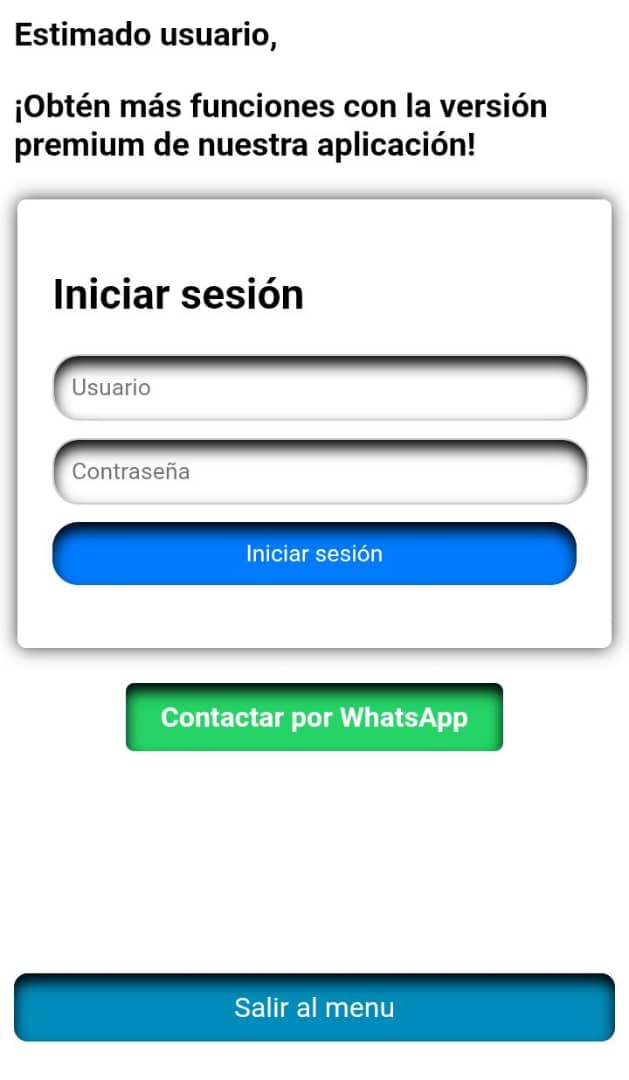 Estimado usuario,
¡Obtén más funciones con la versión
premium de nuestra aplicación!
Iniciar sesión
Usuario
Contraseña
Iniciar sesión
Contactar por WhatsApp
Salir al menu